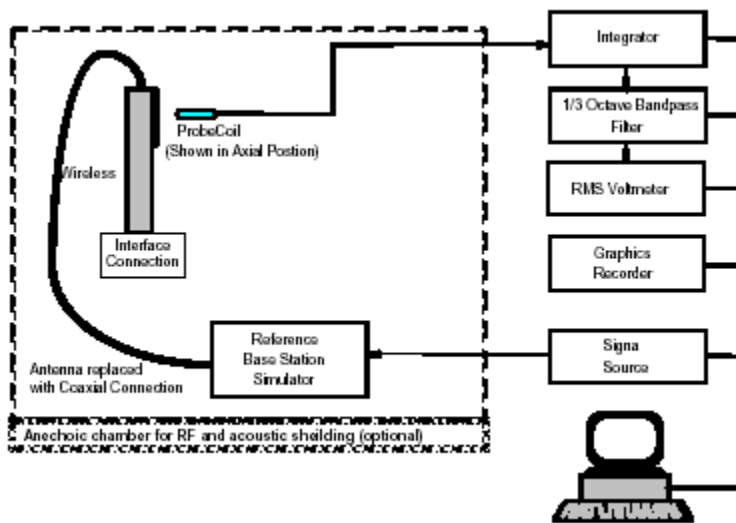 Integrator
1/3 Octave Bandpass
Filter
RMS Voltmeter
Graphics
Recorder
Signa
Source
ProbeCoil
(Shown in Axial Postion)
Wireless
Interface
Connection
Reference
Base Station
Simulator
Antenna replaced
with Coaxial Connection
Anechoic chamber for RF and acoustic sheilding (optional)